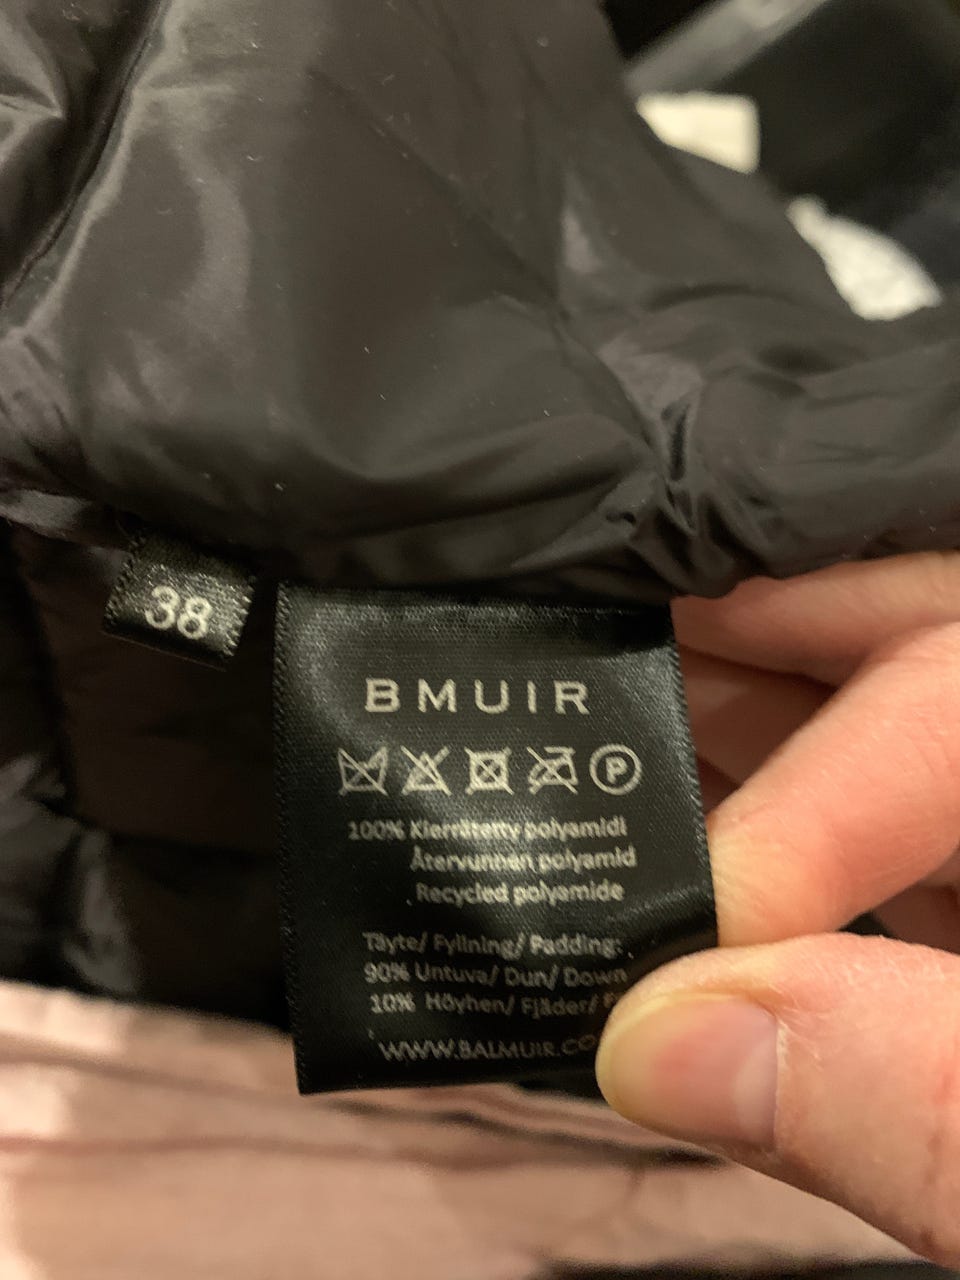 38
BMUIR
P
100% Kierrätetty polyamidi
Återvunnen polyamid
Recycled polyamide
Täyte/ Fyllning/ Padding:
90% Untuva/ Dun/ Down
10% Höyhen/ Fjäder/
WWW.BALMUIR.CO